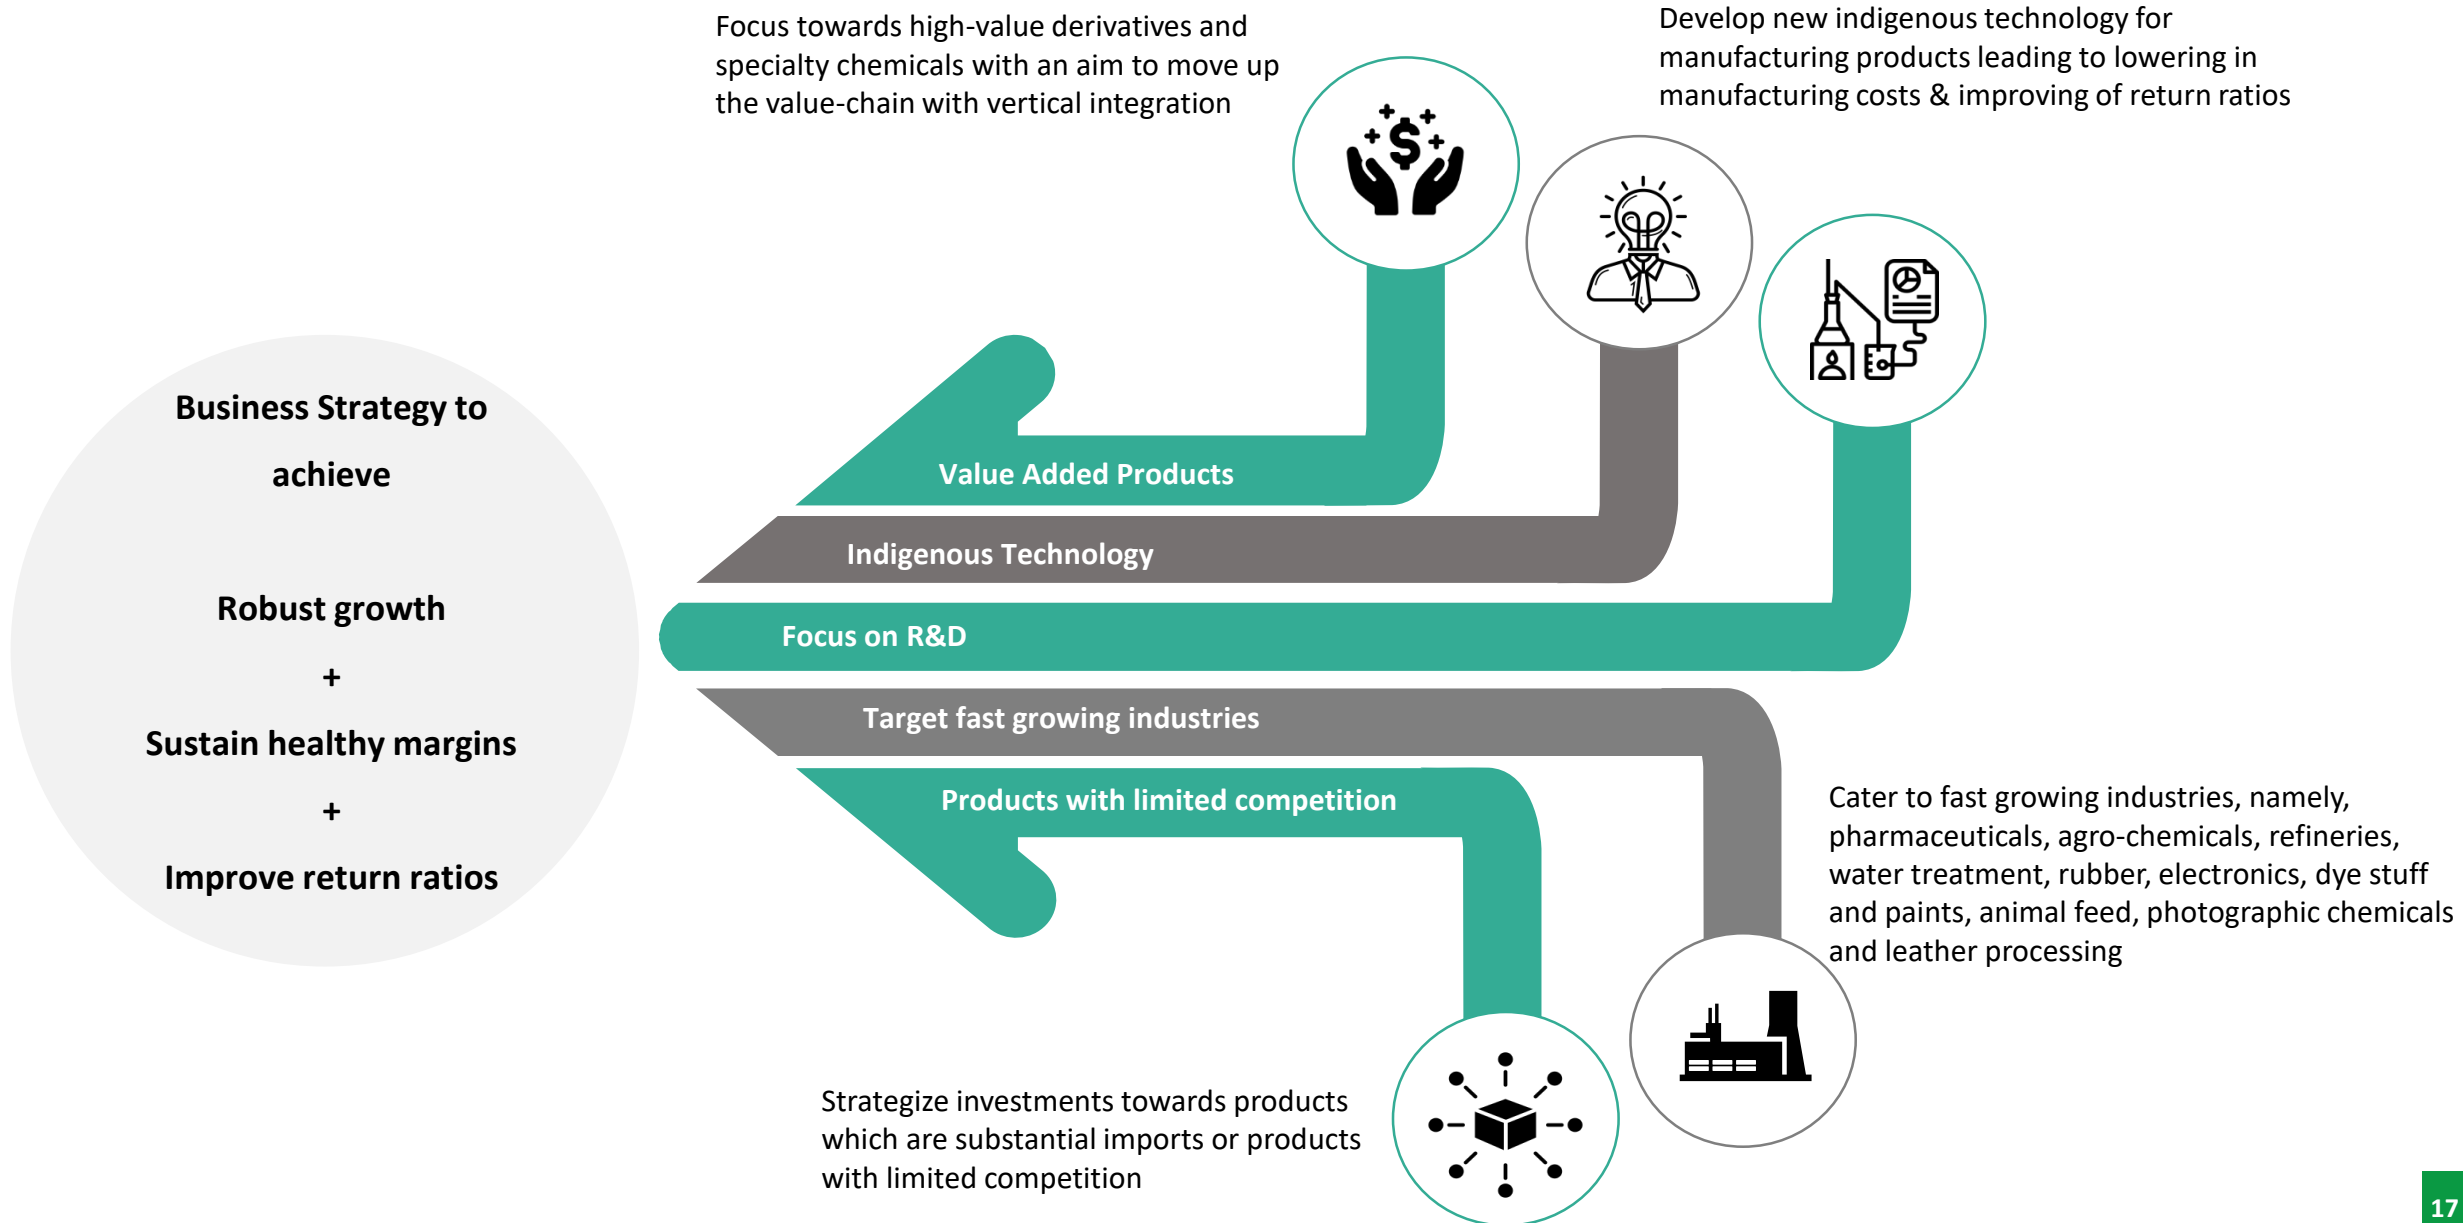 Focus towards high-value derivatives and
specialty chemicals with an aim to move up
the value-chain with vertical integration
Develop new indigenous technology for
manufacturing products leading to lowering in
manufacturing costs & improving of return ratios
Business Strategy to
achieve
Robust growth
+
Sustain healthy margins
+
Improve return ratios
Value Added Products
Indigenous Technology
Focus on R&D
Target fast growing industries
Products with limited competition
Cater to fast growing industries, namely,
pharmaceuticals, agro-chemicals, refineries,
water treatment, rubber, electronics, dye stuff
and paints, animal feed, photographic chemicals
and leather processing
Strategize investments towards products
which are substantial imports or products
with limited competition
17